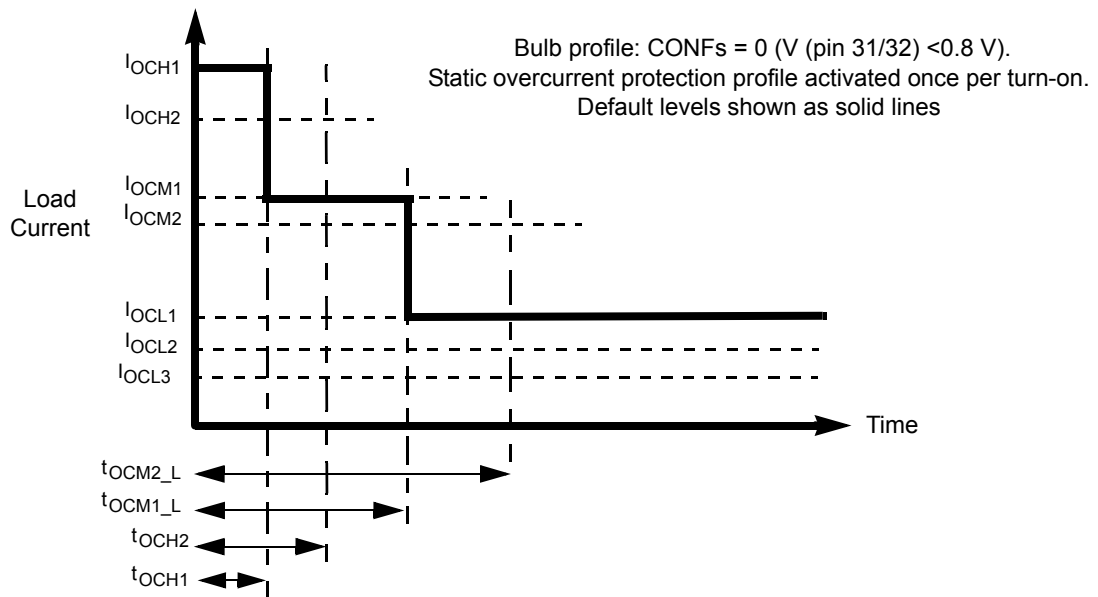 Bulb profile: CONFs = 0 (V (pin 31/32) <0.8 V).
Static overcurrent protection profile activated once per turn-on.
Default levels shown as solid lines
Load
Current
IOCH1
IOCH2
IOCM1
IOCM2
IOCL1
IOCL2
IOCL3
Time
tOCM2_L
tOCM1_L
tOCH2
tOCH1